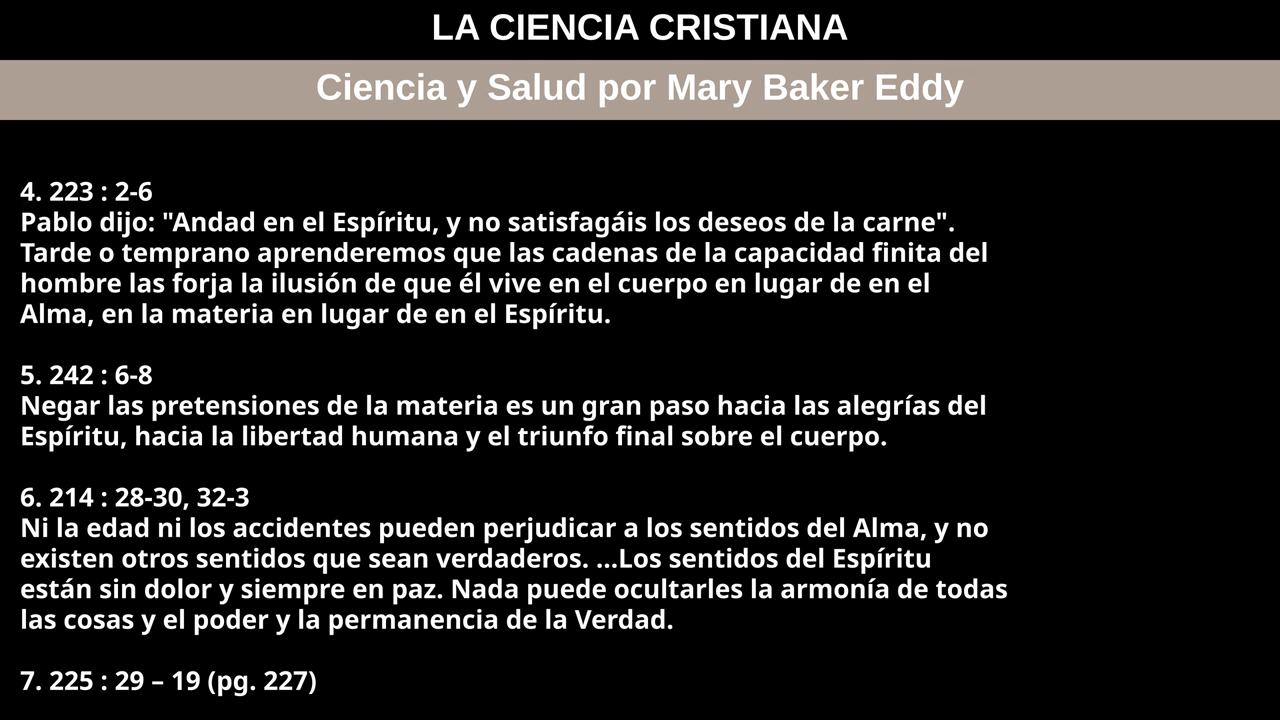 LA CIENCIA CRISTIANA
Ciencia y Salud por Mary Baker Eddy
4. 223 : 2-6
Pablo dijo: "Andad en el Espíritu, y no satisfagáis los deseos de la carne".
Tarde o temprano aprenderemos que las cadenas de la capacidad finita del
hombre las forja la ilusión de que él vive en el cuerpo en lugar de en el
Alma, en la materia en lugar de en el Espíritu.
5. 242 : 6-8
Negar las pretensiones de la materia es un gran paso hacia las alegrías del
Espíritu, hacia la libertad humana y el triunfo final sobre el cuerpo.
6. 214 : 28-30, 32-3
Ni la edad ni los accidentes pueden perjudicar a los sentidos del Alma, y no
existen otros sentidos que sean verdaderos. ...Los sentidos del Espíritu
están sin dolor y siempre en paz. Nada puede ocultarles la armonía de todas
las cosas y el poder y la permanencia de la Verdad.
7. 225 : 29 – 19 (pg. 227)